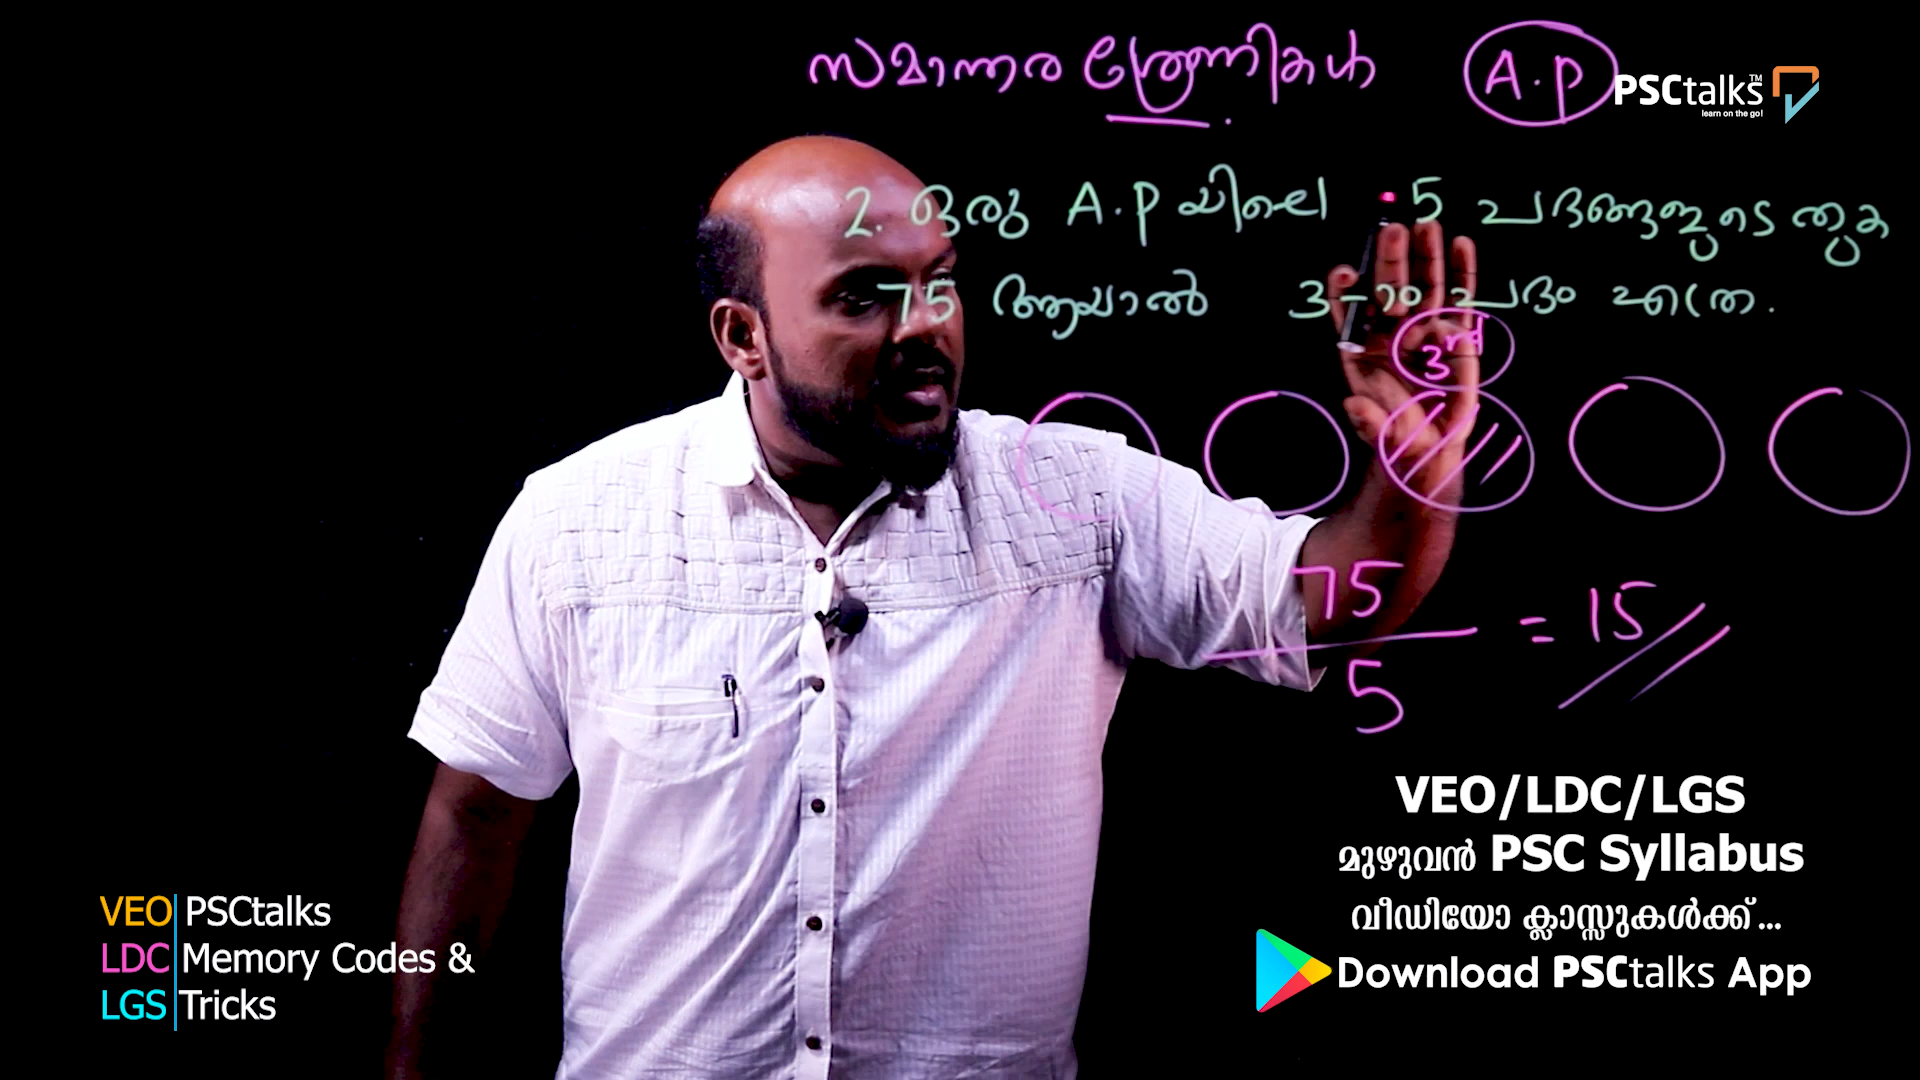 സമാന്തര ശ്രേണികൾ A.P
PSCtalks™
learn on the go!
2. ഒരു A.P യിലെ 5 പദങ്ങളുടെ തുക
75 ആയാൽ 3-ാo പദം എത്ര.
3rd
75
5
= 15
VEO/LDC/LGS
മുഴുവൻ PSC Syllabus
വീഡിയോ ക്ലാസ്സുകൾക്ക്...
Download PSCtalks App
VEO PSCtalks
LDC Memory Codes &
LGS Tricks